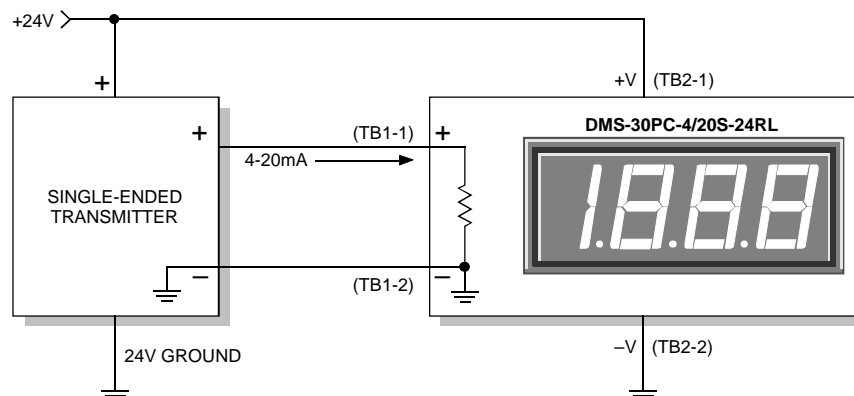 +24V
+
+V (TB2-1)
SINGLE-ENDED
TRANSMITTER
+
–
(TB1-1)
4-20mA
(TB1-2)
+
–
DMS-30PC-4/20S-24RL
1.8.8.8
24V GROUND
–V (TB2-2)